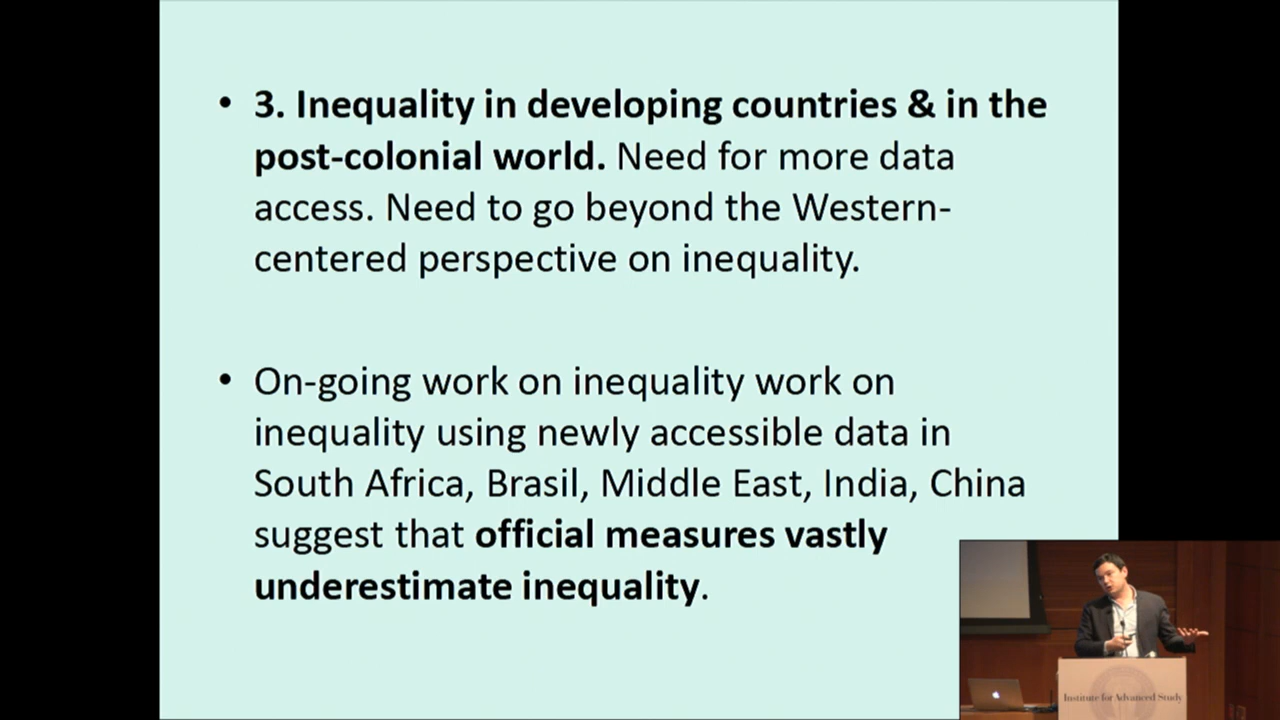 • 3. Inequality in developing countries & in the
post-colonial world. Need for more data
access. Need to go beyond the Western-
centered perspective on inequality.
• On-going work on inequality work on
inequality using newly accessible data in
South Africa, Brasil, Middle East, India, China
suggest that official measures vastly
underestimate inequality.
Institute for Advanced Study